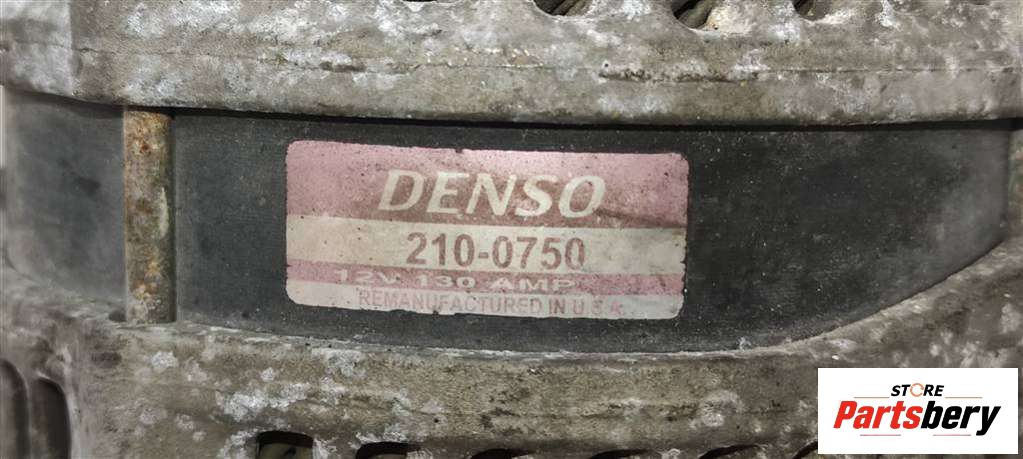 DENSO
210-0750
12V 130 AMP
REMANUFACTURED IN U.S.A.
STORE
Partsbery